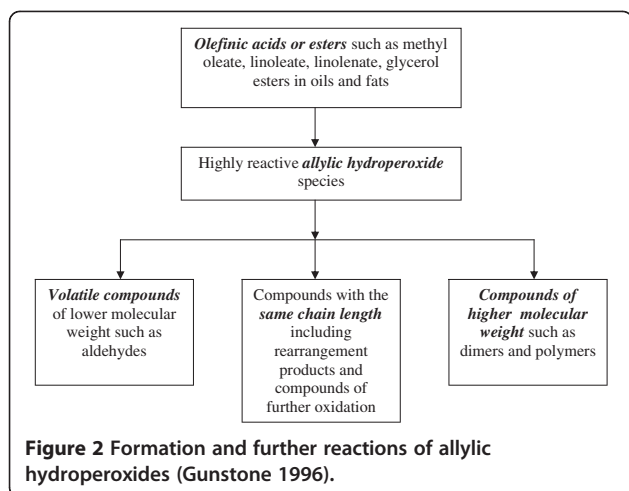 Olefinic acids or esters such as methyl
oleate, linoleate, linolenate, glycerol
esters in oils and fats
Highly reactive allylic hydroperoxide
species
Volatile compounds
of lower molecular
weight such as
aldehydes
Compounds with the
same chain length
including
rearrangement
products and
compounds of
further oxidation
Compounds of
higher molecular
weight such as
dimers and polymers
Figure 2 Formation and further reactions of allylic
hydroperoxides (Gunstone 1996).